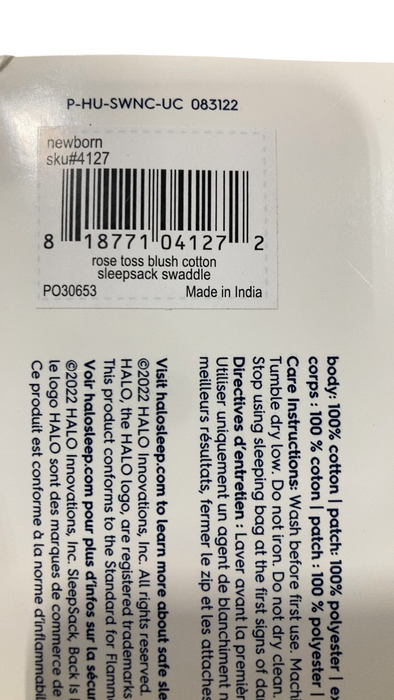 P-HU-SWNC-UC 083122
newborn
sku#4127
8 18771 04127 2
rose toss blush cotton
sleepsack swaddle
PO30653 Made in India
body: 100% cotton | patch: 100% polyester |
corps : 100 % coton | patch : 100 % polyester
Care Instructions: Wash before first use.
Tumble dry low. Do not iron. Do not dry clean.
Stop using sleeping bag at the first signs of
Directives d'entretien : Laver avant la
Utiliser uniquement un agent de blanchiment
meilleurs résultats, fermer le zip et les
Visit halosleep.com to learn more about safe
©2022 HALO Innovations, Inc. All rights reserved.
HALO, the HALO logo, are registered trademarks
This product conforms to the Standard for
Voir halosleep.com pour plus d'infos sur la
©2022 HALO Innovations, Inc. SleepSack, Back is
le logo HALO sont des marques de commerce de
Ce produit est conforme à la norme